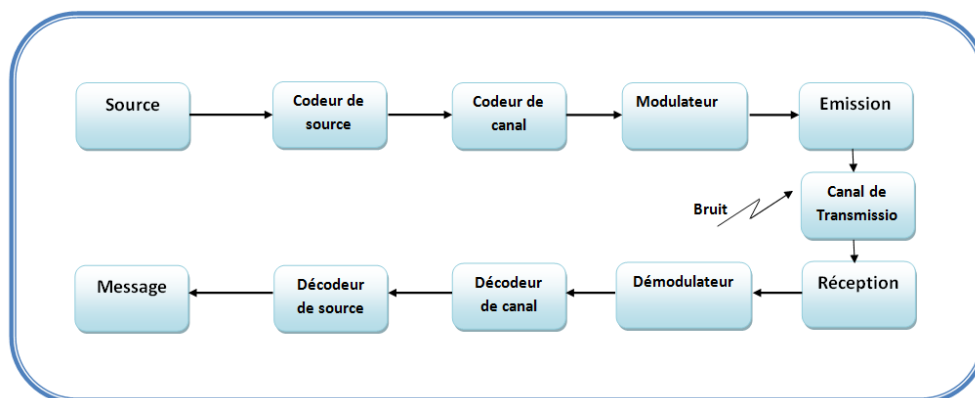 Source
Codeur de
source
Codeur de
canal
Modulateur
Emission
Canal de
Transmissio
Bruit
Message
Décodeur
de source
Décodeur
de canal
Démodulateur
Réception